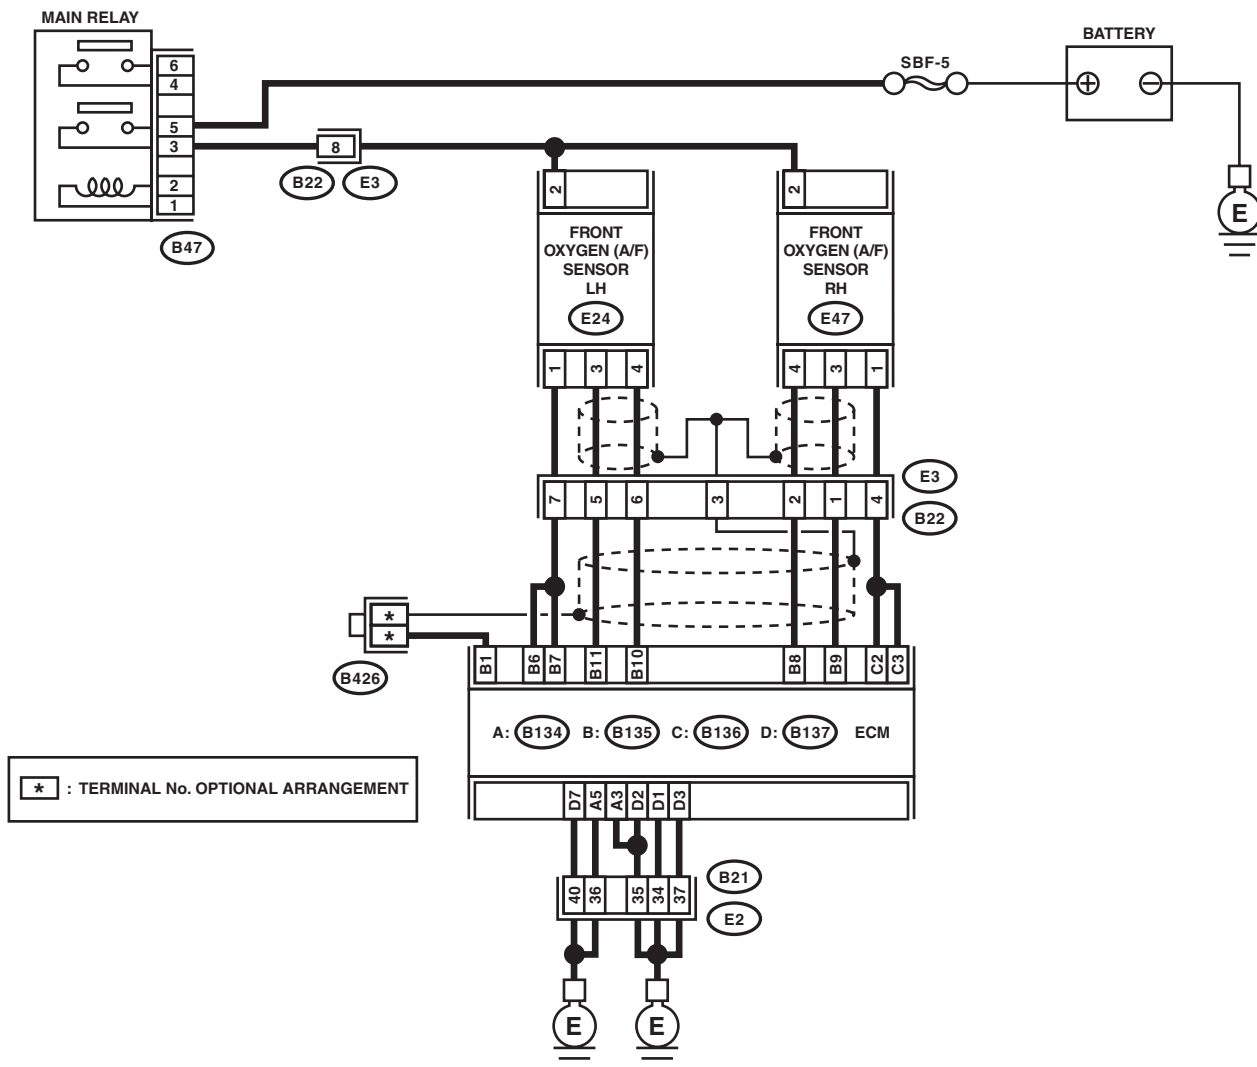 MAIN RELAY
BATTERY
SBF-5
6
4
5
3
2
1
8
B22
E3
B47
E
2
FRONT
OXYGEN (A/F)
SENSOR
LH
E24
2
FRONT
OXYGEN (A/F)
SENSOR
RH
E47
1 3 4
4 3 1
E3
7 5 6 3 2 1 4
B22
*
*
B426
B1 B6 B7 B11 B10 B8 B9 C2 C3
A: B134 B: B135 C: B136 D: B137 ECM
* : TERMINAL No. OPTIONAL ARRANGEMENT
D7 A5 A3 D2 D1 D3
B21
40 36 35 34 37
E2
E E